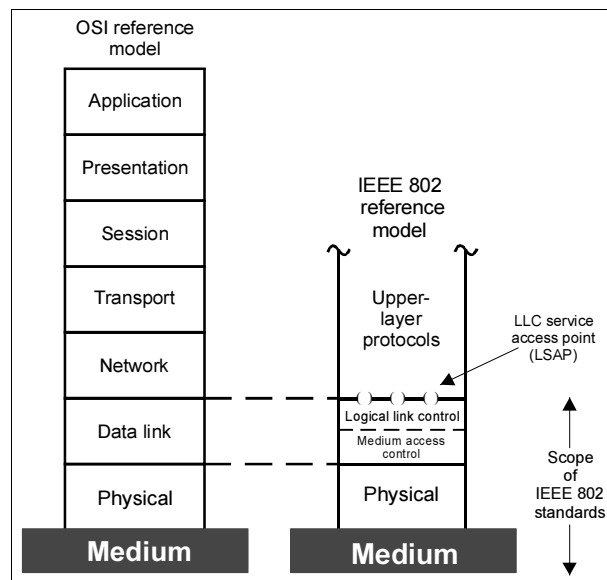 OSI reference
model
Application
Presentation
Session
Transport
Network
Data link
Physical
Medium
IEEE 802
reference
model
Upper-
layer
protocols
LLC service
access point
(LSAP)
Logical link control
Medium access
control
Physical
Medium
Scope
of
IEEE 802
standards